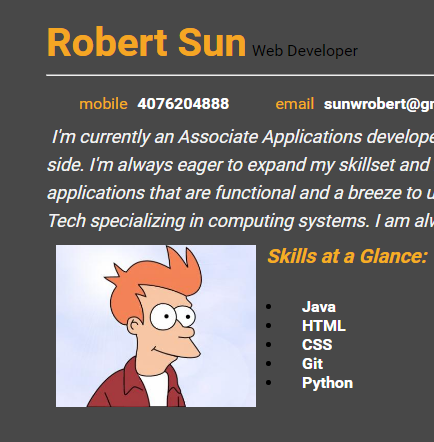 Robert Sun Web Developer
mobile 4076204888 email sunwrobert@gr
I'm currently an Associate Applications develope
side. I'm always eager to expand my skillset and
applications that are functional and a breeze to u
Tech specializing in computing systems. I am alw
Skills at a Glance:
Java
HTML
CSS
Git
Python